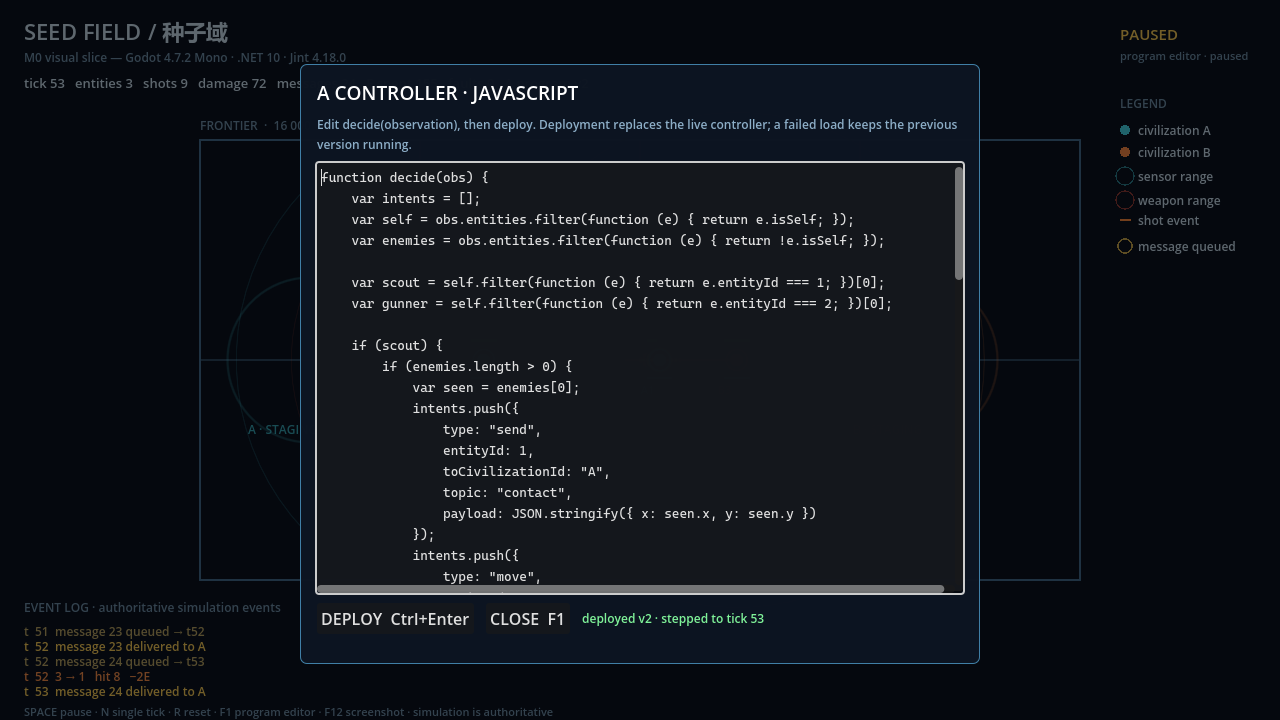 SEED FIELD / 种子域
M0 visual slice — Godot 4.7.2 Mono · .NET 10 · Jint 4.18.0
tick 53 entities 3 shots 9 damage 72
PAUSED
program editor · paused
LEGEND
civilization A
civilization B
sensor range
weapon range
shot event
message queued
FRONTIER · 16 00
A · STAGI
A CONTROLLER · JAVASCRIPT
Edit decide(observation), then deploy. Deployment replaces the live controller; a failed load keeps the previous
version running.
function decide(obs) {
    var intents = [];
    var self = obs.entities.filter(function (e) { return e.isSelf; });
    var enemies = obs.entities.filter(function (e) { return !e.isSelf; });
    var scout = self.filter(function (e) { return e.entityId === 1; })[0];
    var gunner = self.filter(function (e) { return e.entityId === 2; })[0];
    if (scout) {
        if (enemies.length > 0) {
            var seen = enemies[0];
            intents.push({
                type: "send",
                entityId: 1,
                toCivilizationId: "A",
                topic: "contact",
                payload: JSON.stringify({ x: seen.x, y: seen.y })
            });
            intents.push({
                type: "move",
DEPLOY Ctrl+Enter
CLOSE F1
deployed v2 · stepped to tick 53
EVENT LOG · authoritative simulation events
t 51 message 23 queued → t52
t 52 message 23 delivered to A
t 52 message 24 queued → t53
t 52 3 → 1 hit 8 −2E
t 53 message 24 delivered to A
SPACE pause · N single tick · R reset · F1 program editor · F12 screenshot · simulation is authoritative